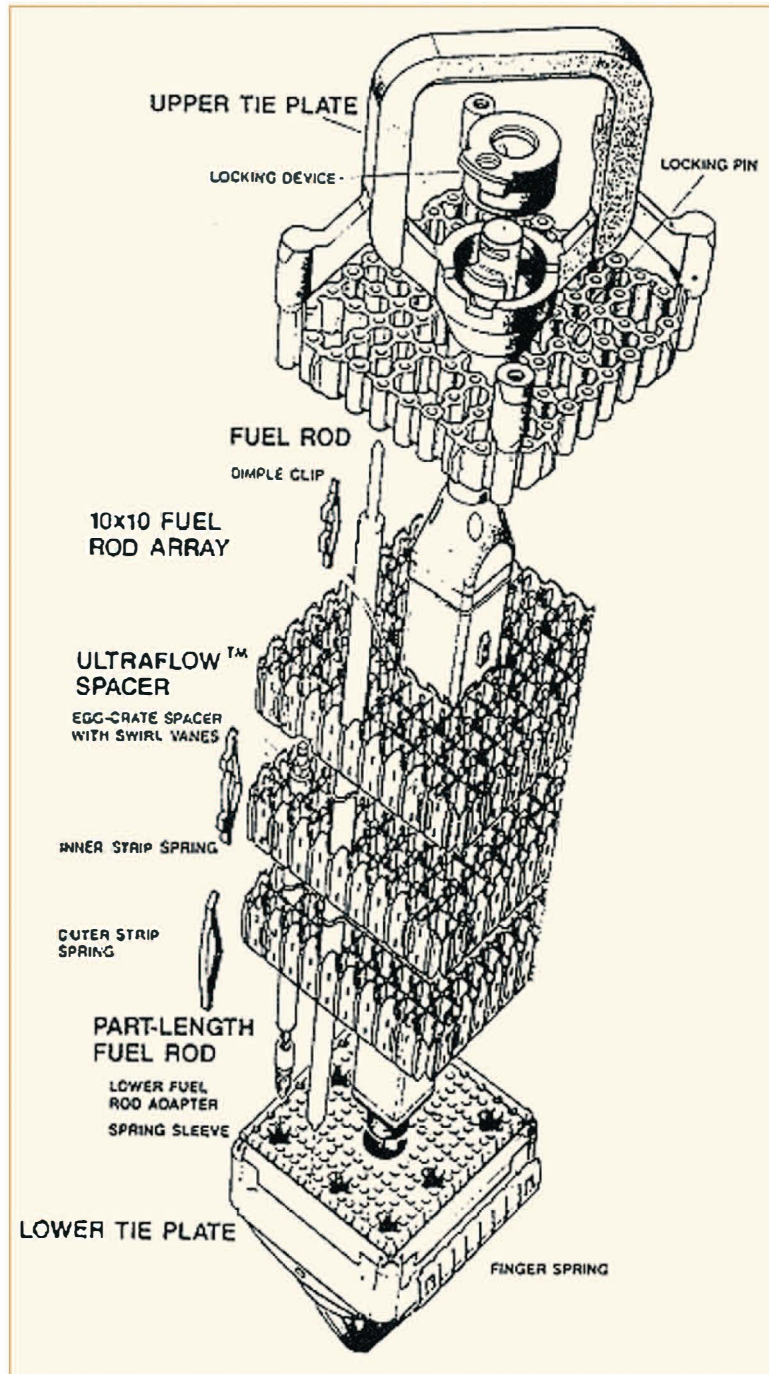 UPPER TIE PLATE
LOCKING DEVICE
LOCKING PIN
FUEL ROD
DIMPLE CLIP
10x10 FUEL
ROD ARRAY
ULTRAFLOW™
SPACER
EGG-CRATE SPACER
WITH SWIRL VANES
INNER STRIP SPRING
OUTER STRIP
SPRING
PART-LENGTH
FUEL ROD
LOWER FUEL
ROD ADAPTER
SPRING SLEEVE
LOWER TIE PLATE
FINGER SPRING